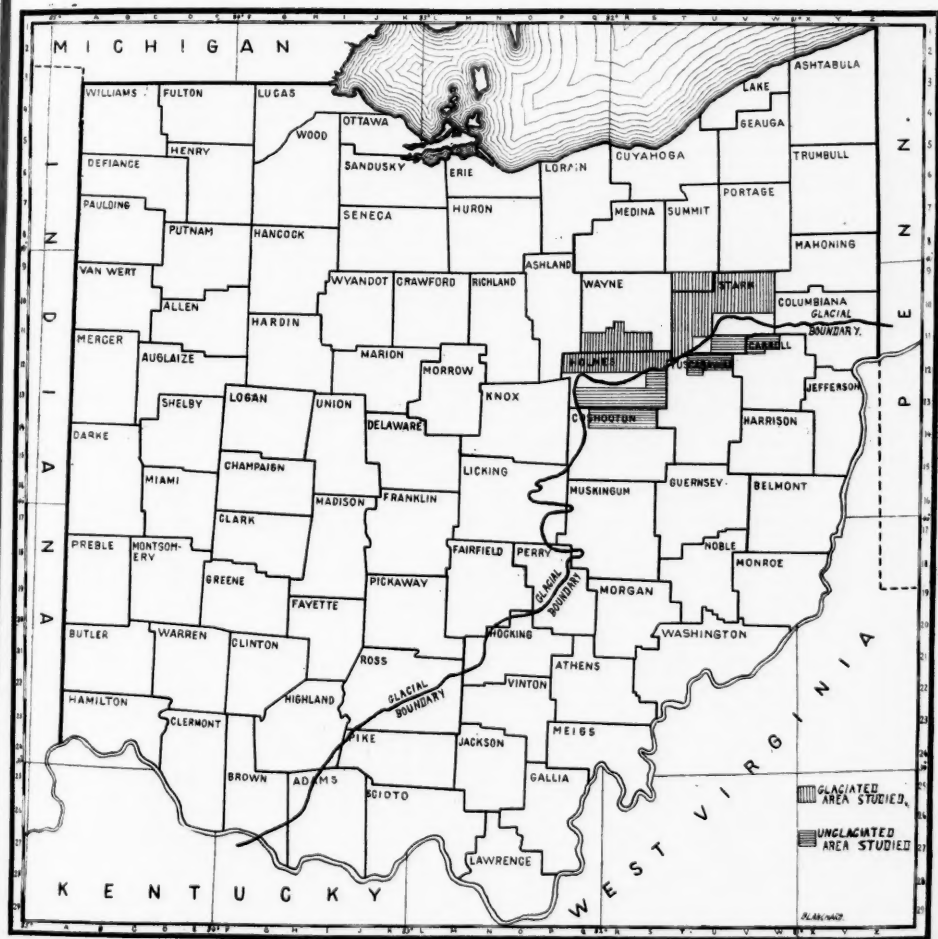 MICHIGAN
ASHTABULA
WILLIAMS
FULTON
LUCAS
LAKE
OTTAWA
WOOD
GEAUGA
HENRY
DEFIANCE
SANDUSKY
ERIE
LORAIN
CUYAHOGA
TRUMBULL
PAULDING
SENECA
HURON
MEDINA
SUMMIT
PORTAGE
PUTNAM
HANCOCK
MAHONING
VAN WERT
ASHLAND
WYANDOT
CRAWFORD
RICHLAND
WAYNE
STARK
COLUMBIANA
ALLEN
HARDIN
GLACIAL
BOUNDARY.
MERCER
AUGLAIZE
MARION
MORROW
HOLMES
CARROLL
JEFFERSON
KNOX
SHELBY
LOGAN
UNION
DELAWARE
COSHOCTON
HARRISON
DARKE
CHAMPAIGN
LICKING
MIAMI
MADISON
FRANKLIN
MUSKINGUM
GUERNSEY
BELMONT
CLARK
PREBLE
MONTGOM-
ERY
FAIRFIELD
PERRY
NOBLE
MONROE
GREENE
PICKAWAY
GLACIAL
BOUNDARY
MORGAN
FAYETTE
BUTLER
WARREN
CLINTON
HOCKING
WASHINGTON
ROSS
ATHENS
HAMILTON
HIGHLAND
GLACIAL
BOUNDARY
VINTON
CLERMONT
PIKE
JACKSON
MEIGS
BROWN
ADAMS
SCIOTO
GALLIA
LAWRENCE
INDIANA
PENN.
WEST VIRGINIA
KENTUCKY
GLACIATED
AREA STUDIED.
UNGLACIATED
AREA STUDIED